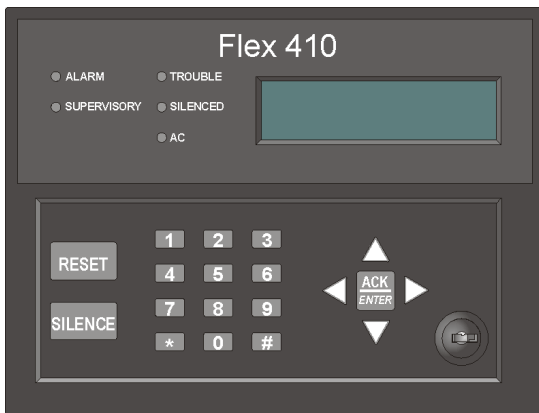 Flex 410
ALARM
TROUBLE
SUPERVISORY
SILENCED
AC
RESET
SILENCE
1 2 3
4 5 6
7 8 9
* 0 #
ACK
ENTER